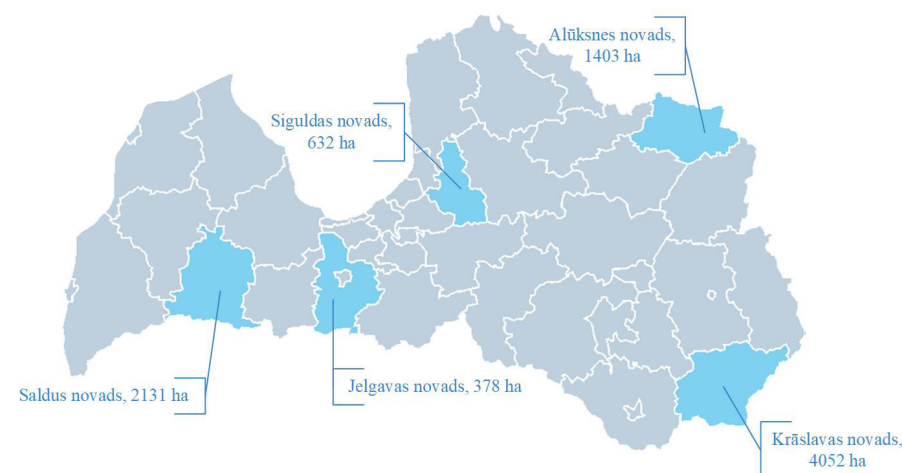 Alūksnes novads,
1403 ha
Siguldas novads,
632 ha
Saldus novads, 2131 ha
Jelgavas novads, 378 ha
Krāslavas novads,
4052 ha